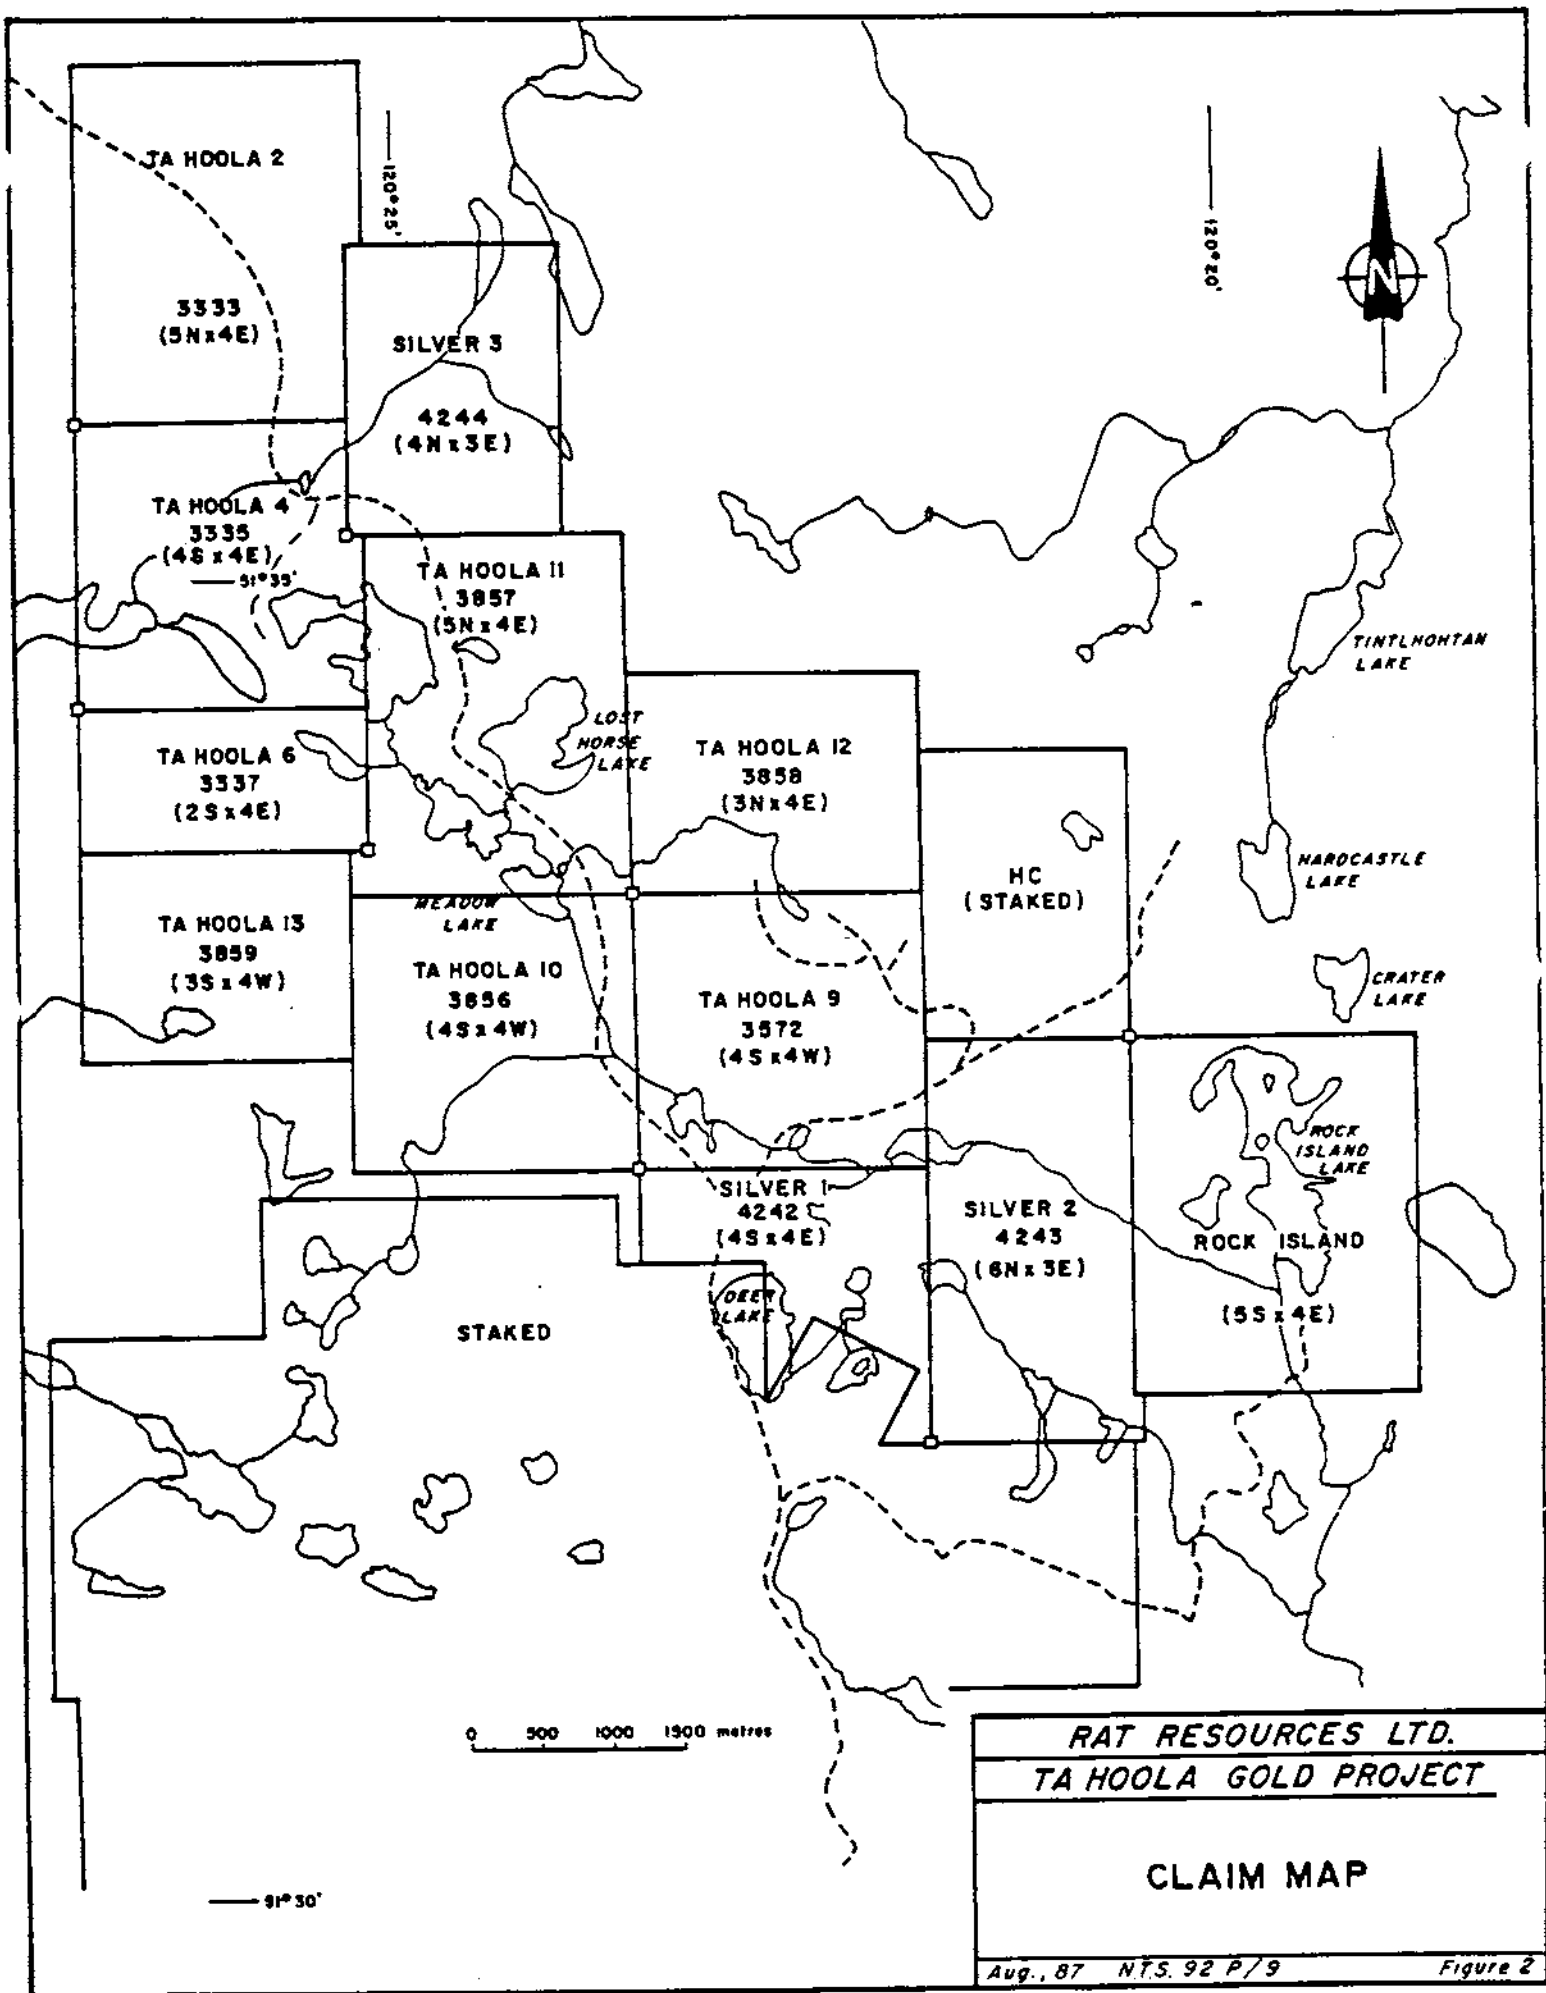 TA HOOLA 2
120°25'
120°20'
N
3333
(5N x 4E)
SILVER 3
4244
(4N x 3E)
TA HOOLA 4
3335
(4S x 4E)
51°35'
TA HOOLA 11
3857
(5N x 4E)
TINTLHOHTAN
LAKE
LOST
HORSE
LAKE
TA HOOLA 6
3337
(2S x 4E)
TA HOOLA 12
3858
(3N x 4E)
HC
(STAKED)
HARDCASTLE
LAKE
MEADOW
LAKE
TA HOOLA 13
3859
(3S x 4W)
TA HOOLA 10
3856
(4S x 4W)
TA HOOLA 9
3572
(4S x 4W)
CRATER
LAKE
ROCK
ISLAND
LAKE
SILVER 1
4242
(4S x 4E)
SILVER 2
4243
(6N x 3E)
ROCK ISLAND
(5S x 4E)
DEER
LAKE
STAKED
0 500 1000 1500 metres
51°30'
RAT RESOURCES LTD.
TA HOOLA GOLD PROJECT
CLAIM MAP
Aug., 87 N.T.S. 92 P/9 Figure 2